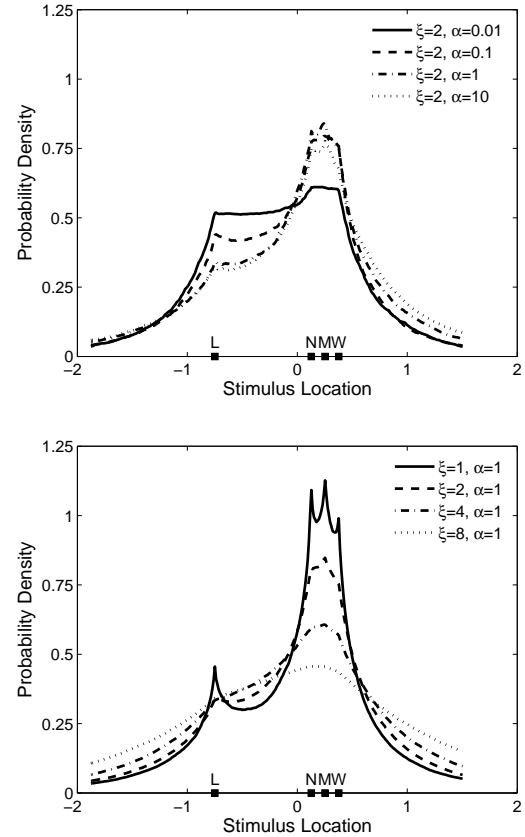 1.25
ξ=2, α=0.01
ξ=2, α=0.1
ξ=2, α=1
ξ=2, α=10
1
0.75
0.5
0.25
0
Probability Density
L NMW
−2 −1 0 1 2
Stimulus Location
1.25
ξ=1, α=1
ξ=2, α=1
ξ=4, α=1
ξ=8, α=1
1
0.75
0.5
0.25
0
Probability Density
L NMW
−2 −1 0 1 2
Stimulus Location